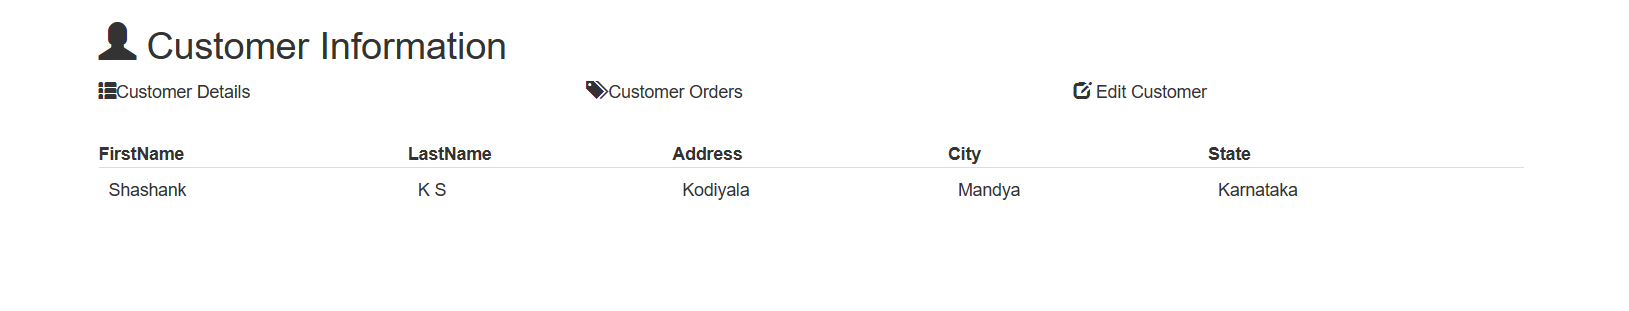 Customer Information
Customer Details Customer Orders Edit Customer
FirstName LastName Address City State
Shashank K S Kodiyala Mandya Karnataka